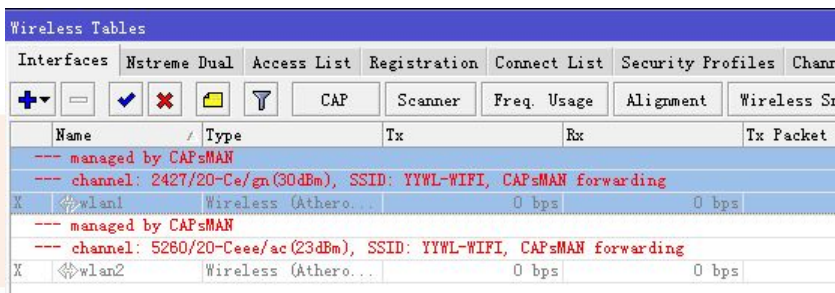 Wireless Tables
Interfaces Nstreme Dual Access List Registration Connect List Security Profiles Chann
CAP Scanner Freq. Usage Alignment Wireless Sn
Name Type Tx Rx Tx Packet
--- managed by CAPsMAN
--- channel: 2427/20-Ce/gn(30dBm), SSID: YYWL-WIFI, CAPsMAN forwarding
X wlan1 Wireless (Athero... 0 bps 0 bps
--- managed by CAPsMAN
--- channel: 5260/20-Ceee/ac(23dBm), SSID: YYWL-WIFI, CAPsMAN forwarding
X wlan2 Wireless (Athero... 0 bps 0 bps